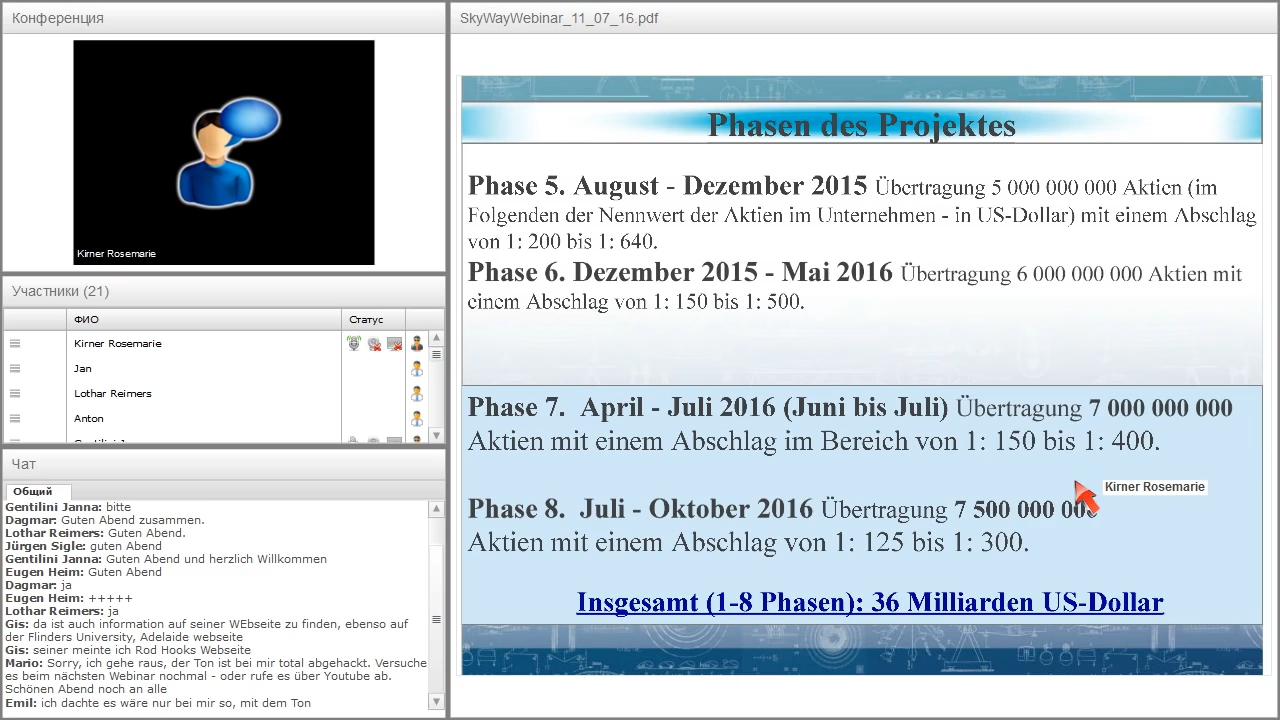 Конференция
Kirner Rosemarie
Участники (21)
ФИО
Статус
Kirner Rosemarie
Jan
Lothar Reimers
Anton
Чат
Общий
Gentilini Janna: bitte
Dagmar: Guten Abend zusammen.
Lothar Reimers: Guten Abend.
Jürgen Sigle: guten Abend
Gentilini Janna: Guten Abend und herzlich Willkommen
Eugen Heim: Guten Abend
Dagmar: ja
Eugen Heim: +++++
Lothar Reimers: ja
Gis: da ist auch information auf seiner WEbseite zu finden, ebenso auf
der Flinders University, Adelaide webseite
Gis: seiner meinte ich Rod Hooks Webseite
Mario: Sorry, ich gehe raus, der Ton ist bei mir total abgehackt. Versuche
es beim nächsten Webinar nochmal - oder rufe es über Youtube ab.
Schönen Abend noch an alle
Emil: ich dachte es wäre nur bei mir so, mit dem Ton
SkyWayWebinar_11_07_16.pdf
Phasen des Projektes
Phase 5. August - Dezember 2015 Übertragung 5 000 000 000 Aktien (im
Folgenden der Nennwert der Aktien im Unternehmen - in US-Dollar) mit einem Abschlag
von 1: 200 bis 1: 640.
Phase 6. Dezember 2015 - Mai 2016 Übertragung 6 000 000 000 Aktien mit
einem Abschlag von 1: 150 bis 1: 500.
Phase 7. April - Juli 2016 (Juni bis Juli) Übertragung 7 000 000 000
Aktien mit einem Abschlag im Bereich von 1: 150 bis 1: 400.
Kirner Rosemarie
Phase 8. Juli - Oktober 2016 Übertragung 7 500 000 000
Aktien mit einem Abschlag von 1: 125 bis 1: 300.
Insgesamt (1-8 Phasen): 36 Milliarden US-Dollar